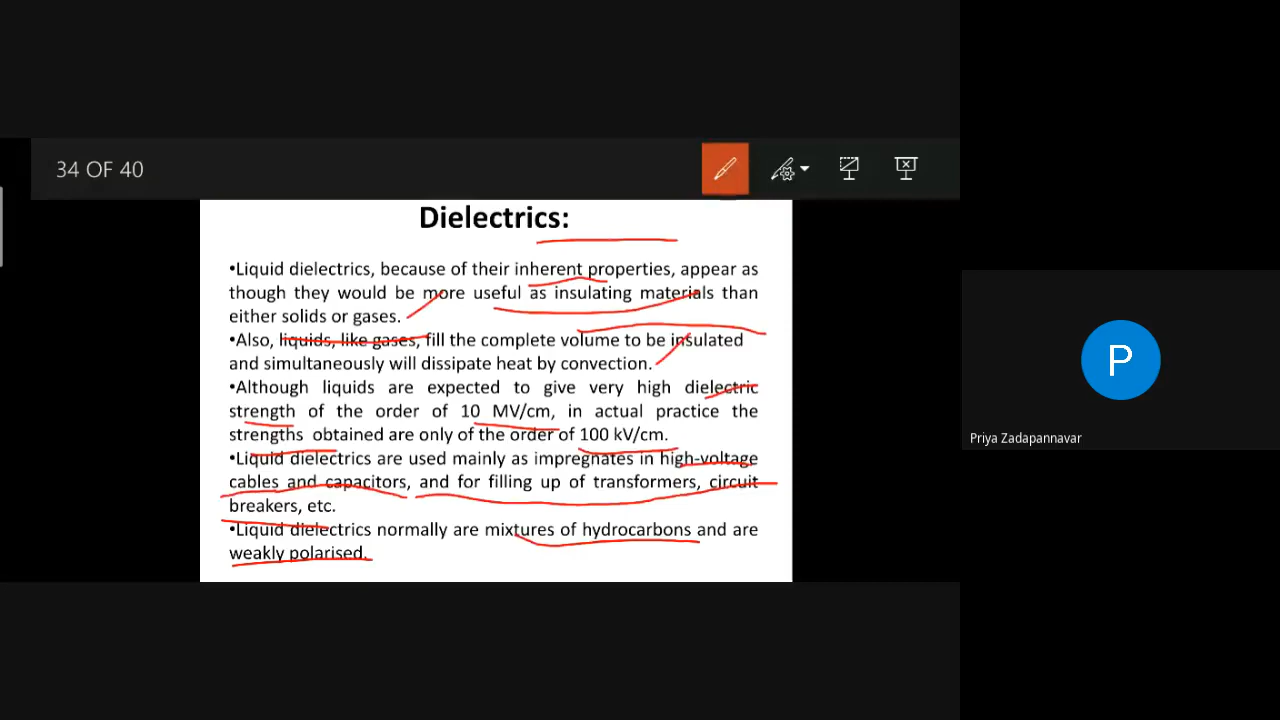 34 OF 40
Dielectrics:
•Liquid dielectrics, because of their inherent properties, appear as
though they would be more useful as insulating materials than
either solids or gases.
•Also, liquids, like gases, fill the complete volume to be insulated
and simultaneously will dissipate heat by convection.
•Although liquids are expected to give very high dielectric
strength of the order of 10 MV/cm, in actual practice the
strengths obtained are only of the order of 100 kV/cm.
•Liquid dielectrics are used mainly as impregnates in high-voltage
cables and capacitors, and for filling up of transformers, circuit
breakers, etc.
•Liquid dielectrics normally are mixtures of hydrocarbons and are
weakly polarised.
P
Priya Zadapannavar